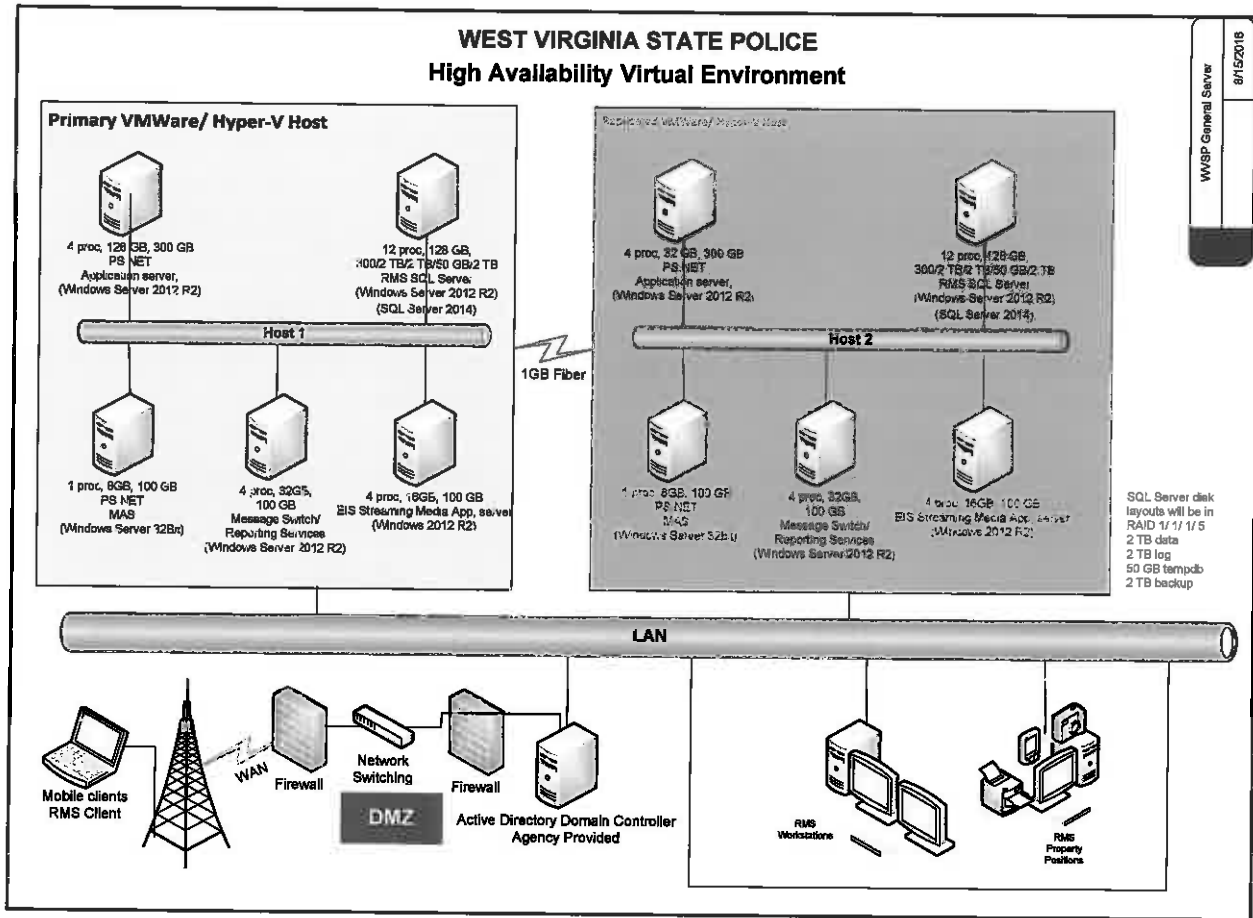 WEST VIRGINIA STATE POLICE
High Availability Virtual Environment
WVSP General Server
8/15/2016
Primary VMWare/ Hyper-V Host
4 proc, 128 GB, 300 GB
PS.NET
Application server,
(Windows Server 2012 R2)
12 proc, 128 GB,
300/2 TB/2 TB/50 GB/2 TB
RMS SQL Server
(Windows Server 2012 R2)
(SQL Server 2014)
Host 1
1 proc, 8GB, 100 GB
PS.NET
MAS
(Windows Server 32Bit)
4 proc, 32GB,
100 GB
Message Switch/
Reporting Services
(Windows Server 2012 R2)
4 proc, 16GB, 100 GB
EIS Streaming Media App. server
(Windows 2012 R2)
1GB Fiber
Replicated VMWare/ Hyper-V Host
4 proc, 32 GB, 300 GB
PS.NET
Application server,
(Windows Server 2012 R2)
12 proc, 128 GB,
300/2 TB/2 TB/50 GB/2 TB
RMS SQL Server
(Windows Server 2012 R2)
(SQL Server 2014)
Host 2
1 proc, 8GB, 100 GB
PS.NET
MAS
(Windows Server 32bit)
4 proc, 32GB,
100 GB
Message Switch/
Reporting Services
(Windows Server 2012 R2)
4 proc, 16GB, 100 GB
EIS Streaming Media App. server
(Windows 2012 R2)
SQL Server disk
layouts will be in
RAID 1/ 1/ 1/ 5
2 TB data
2 TB log
50 GB tempdb
2 TB backup
LAN
Mobile clients
RMS Client
WAN
Firewall
Network
Switching
Firewall
DMZ
Active Directory Domain Controller
Agency Provided
RMS
Workstations
RMS
Property
Positions